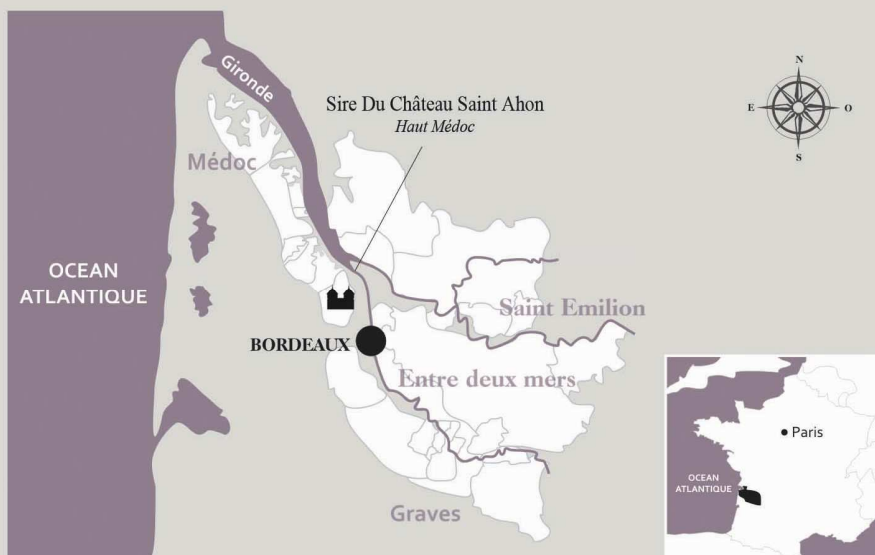 Gironde
Sire Du Château Saint Ahon
Haut Médoc
N
E
O
S
Médoc
OCEAN
ATLANTIQUE
Saint Emilion
BORDEAUX
Entre deux mers
Graves
Paris
OCEAN
ATLANTIQUE